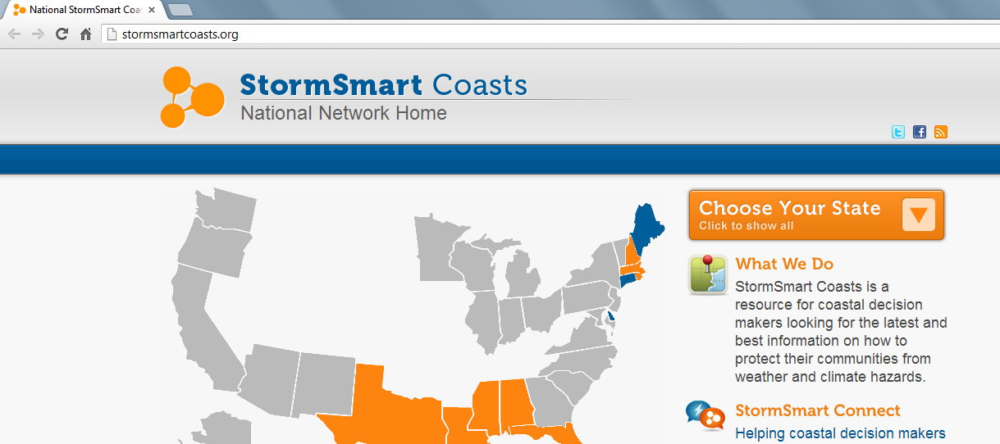 National StormSmart Coas
stormsmartcoasts.org
StormSmart Coasts
National Network Home
Choose Your State
Click to show all
What We Do
StormSmart Coasts is a
resource for coastal decision
makers looking for the latest and
best information on how to
protect their communities from
weather and climate hazards.
StormSmart Connect
Helping coastal decision makers